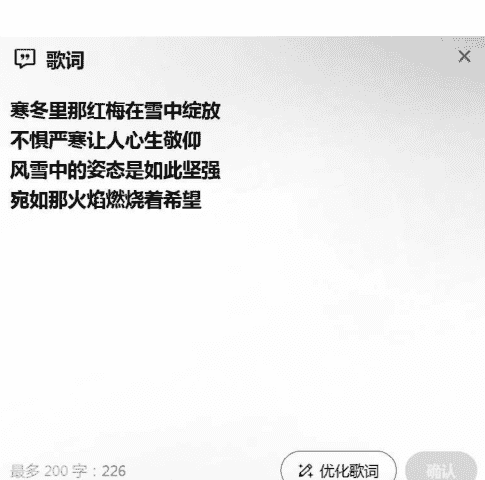 歌词
寒冬里那红梅在雪中绽放
不惧严寒让人心生敬仰
风雪中的姿态是如此坚强
宛如那火焰燃烧着希望
最多 200 字：226
优化歌词
确认